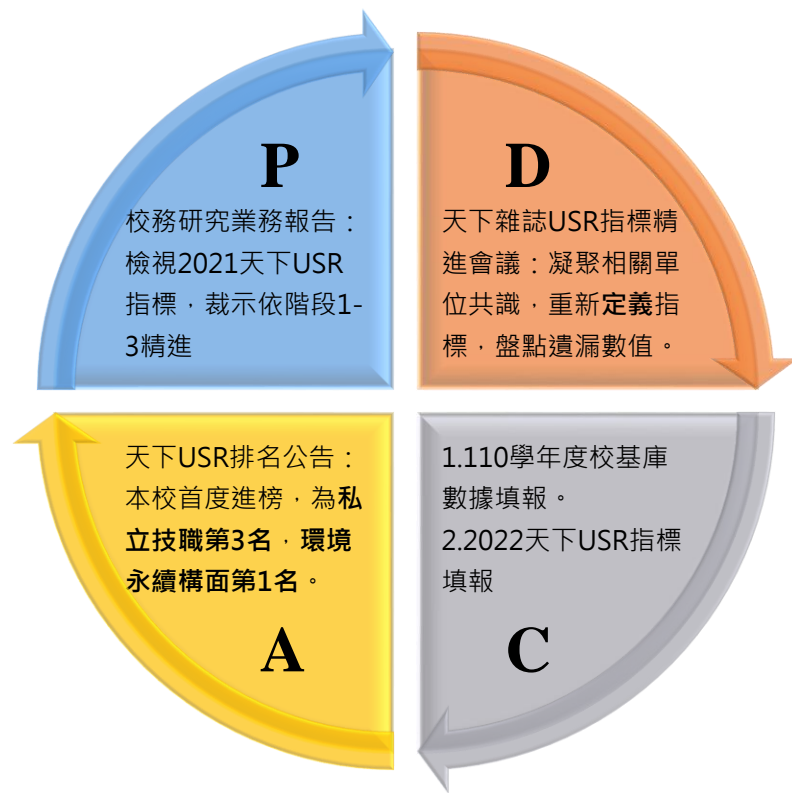 P
校務研究業務報告：
檢視2021天下USR
指標，裁示依階段1-
3精進
D
天下雜誌USR指標精
進會議：凝聚相關單
位共識，重新定義指
標，盤點遺漏數值。
天下USR排名公告：
本校首度進榜，為私
立技職第3名，環境
永續構面第1名。
A
1.110學年度校基庫
數據填報。
2.2022天下USR指標
填報
C